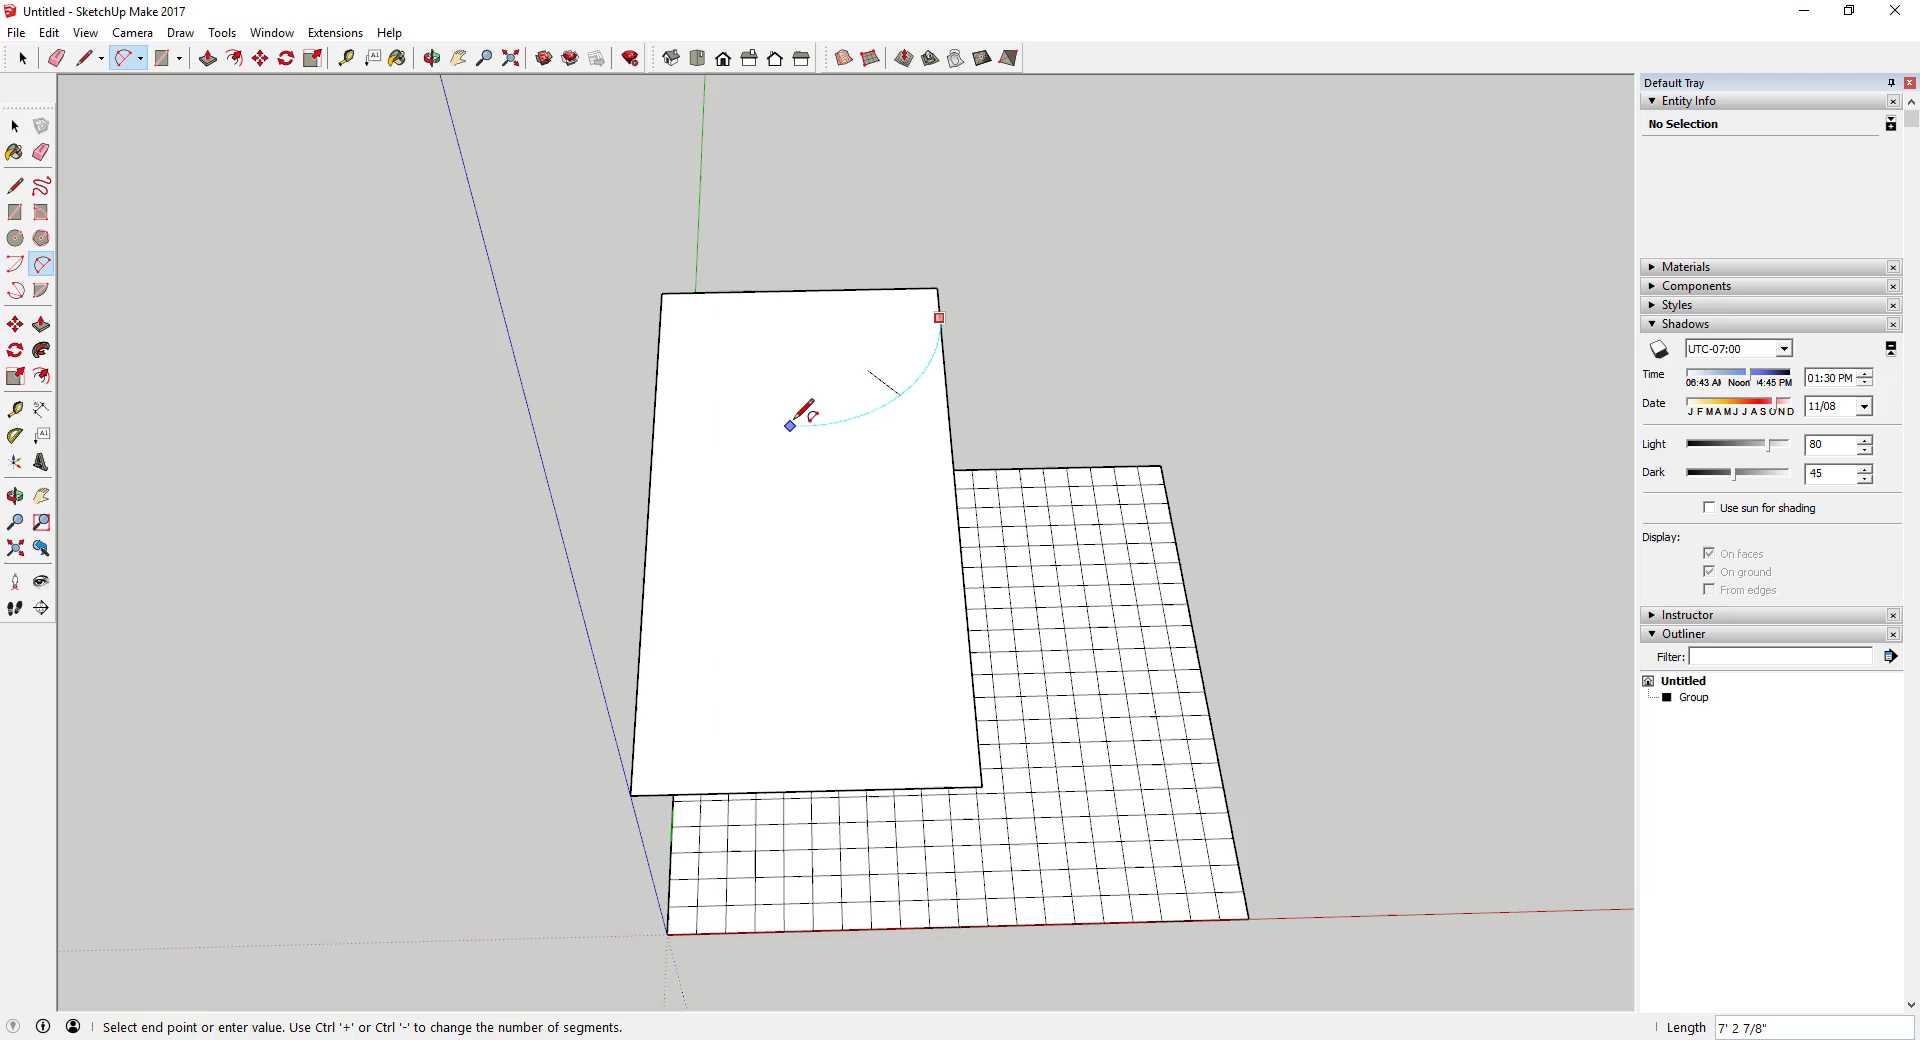 Untitled - SketchUp Make 2017
File Edit View Camera Draw Tools Window Extensions Help
Default Tray
Entity Info
No Selection
Materials
Components
Styles
Shadows
UTC-07:00
Time
06:43 AM Noon 4:45 PM
01:30 PM
Date
J F M A M J J A S O N D
11/08
Light
80
Dark
45
Use sun for shading
Display:
On faces
On ground
From edges
Instructor
Outliner
Filter:
Untitled
Group
Select end point or enter value. Use Ctrl '+' or Ctrl '-' to change the number of segments.
Length 7' 2 7/8"